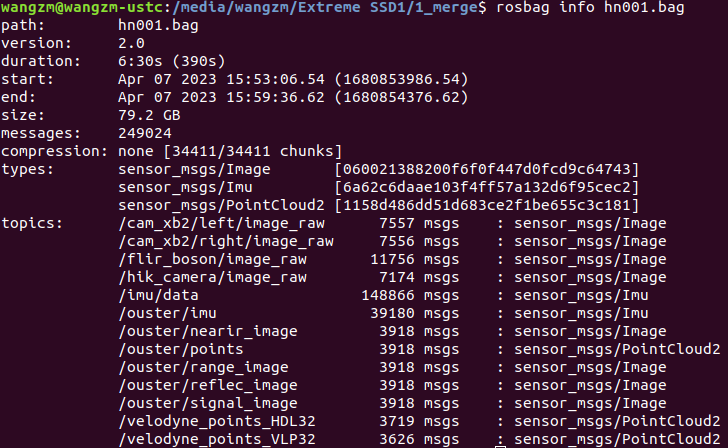 wangzm@wangzm-ustc:/media/wangzm/Extreme SSD1/1_merge$ rosbag info hn001.bag
path:        hn001.bag
version:     2.0
duration:    6:30s (390s)
start:       Apr 07 2023 15:53:06.54 (1680853986.54)
end:         Apr 07 2023 15:59:36.62 (1680854376.62)
size:        79.2 GB
messages:    249024
compression: none [34411/34411 chunks]
types:       sensor_msgs/Image       [060021388200f6f0f447d0fcd9c64743]
             sensor_msgs/Imu         [6a62c6daae103f4ff57a132d6f95cec2]
             sensor_msgs/PointCloud2 [1158d486dd51d683ce2f1be655c3c181]
topics:      /cam_xb2/left/image_raw      7557 msgs    : sensor_msgs/Image
             /cam_xb2/right/image_raw     7556 msgs    : sensor_msgs/Image
             /flir_boson/image_raw       11756 msgs    : sensor_msgs/Image
             /hik_camera/image_raw        7174 msgs    : sensor_msgs/Image
             /imu/data                  148866 msgs    : sensor_msgs/Imu
             /ouster/imu                 39180 msgs    : sensor_msgs/Imu
             /ouster/nearir_image         3918 msgs    : sensor_msgs/Image
             /ouster/points               3918 msgs    : sensor_msgs/PointCloud2
             /ouster/range_image          3918 msgs    : sensor_msgs/Image
             /ouster/reflec_image         3918 msgs    : sensor_msgs/Image
             /ouster/signal_image         3918 msgs    : sensor_msgs/Image
             /velodyne_points_HDL32       3719 msgs    : sensor_msgs/PointCloud2
             /velodyne_points_VLP32       3626 msgs    : sensor_msgs/PointCloud2